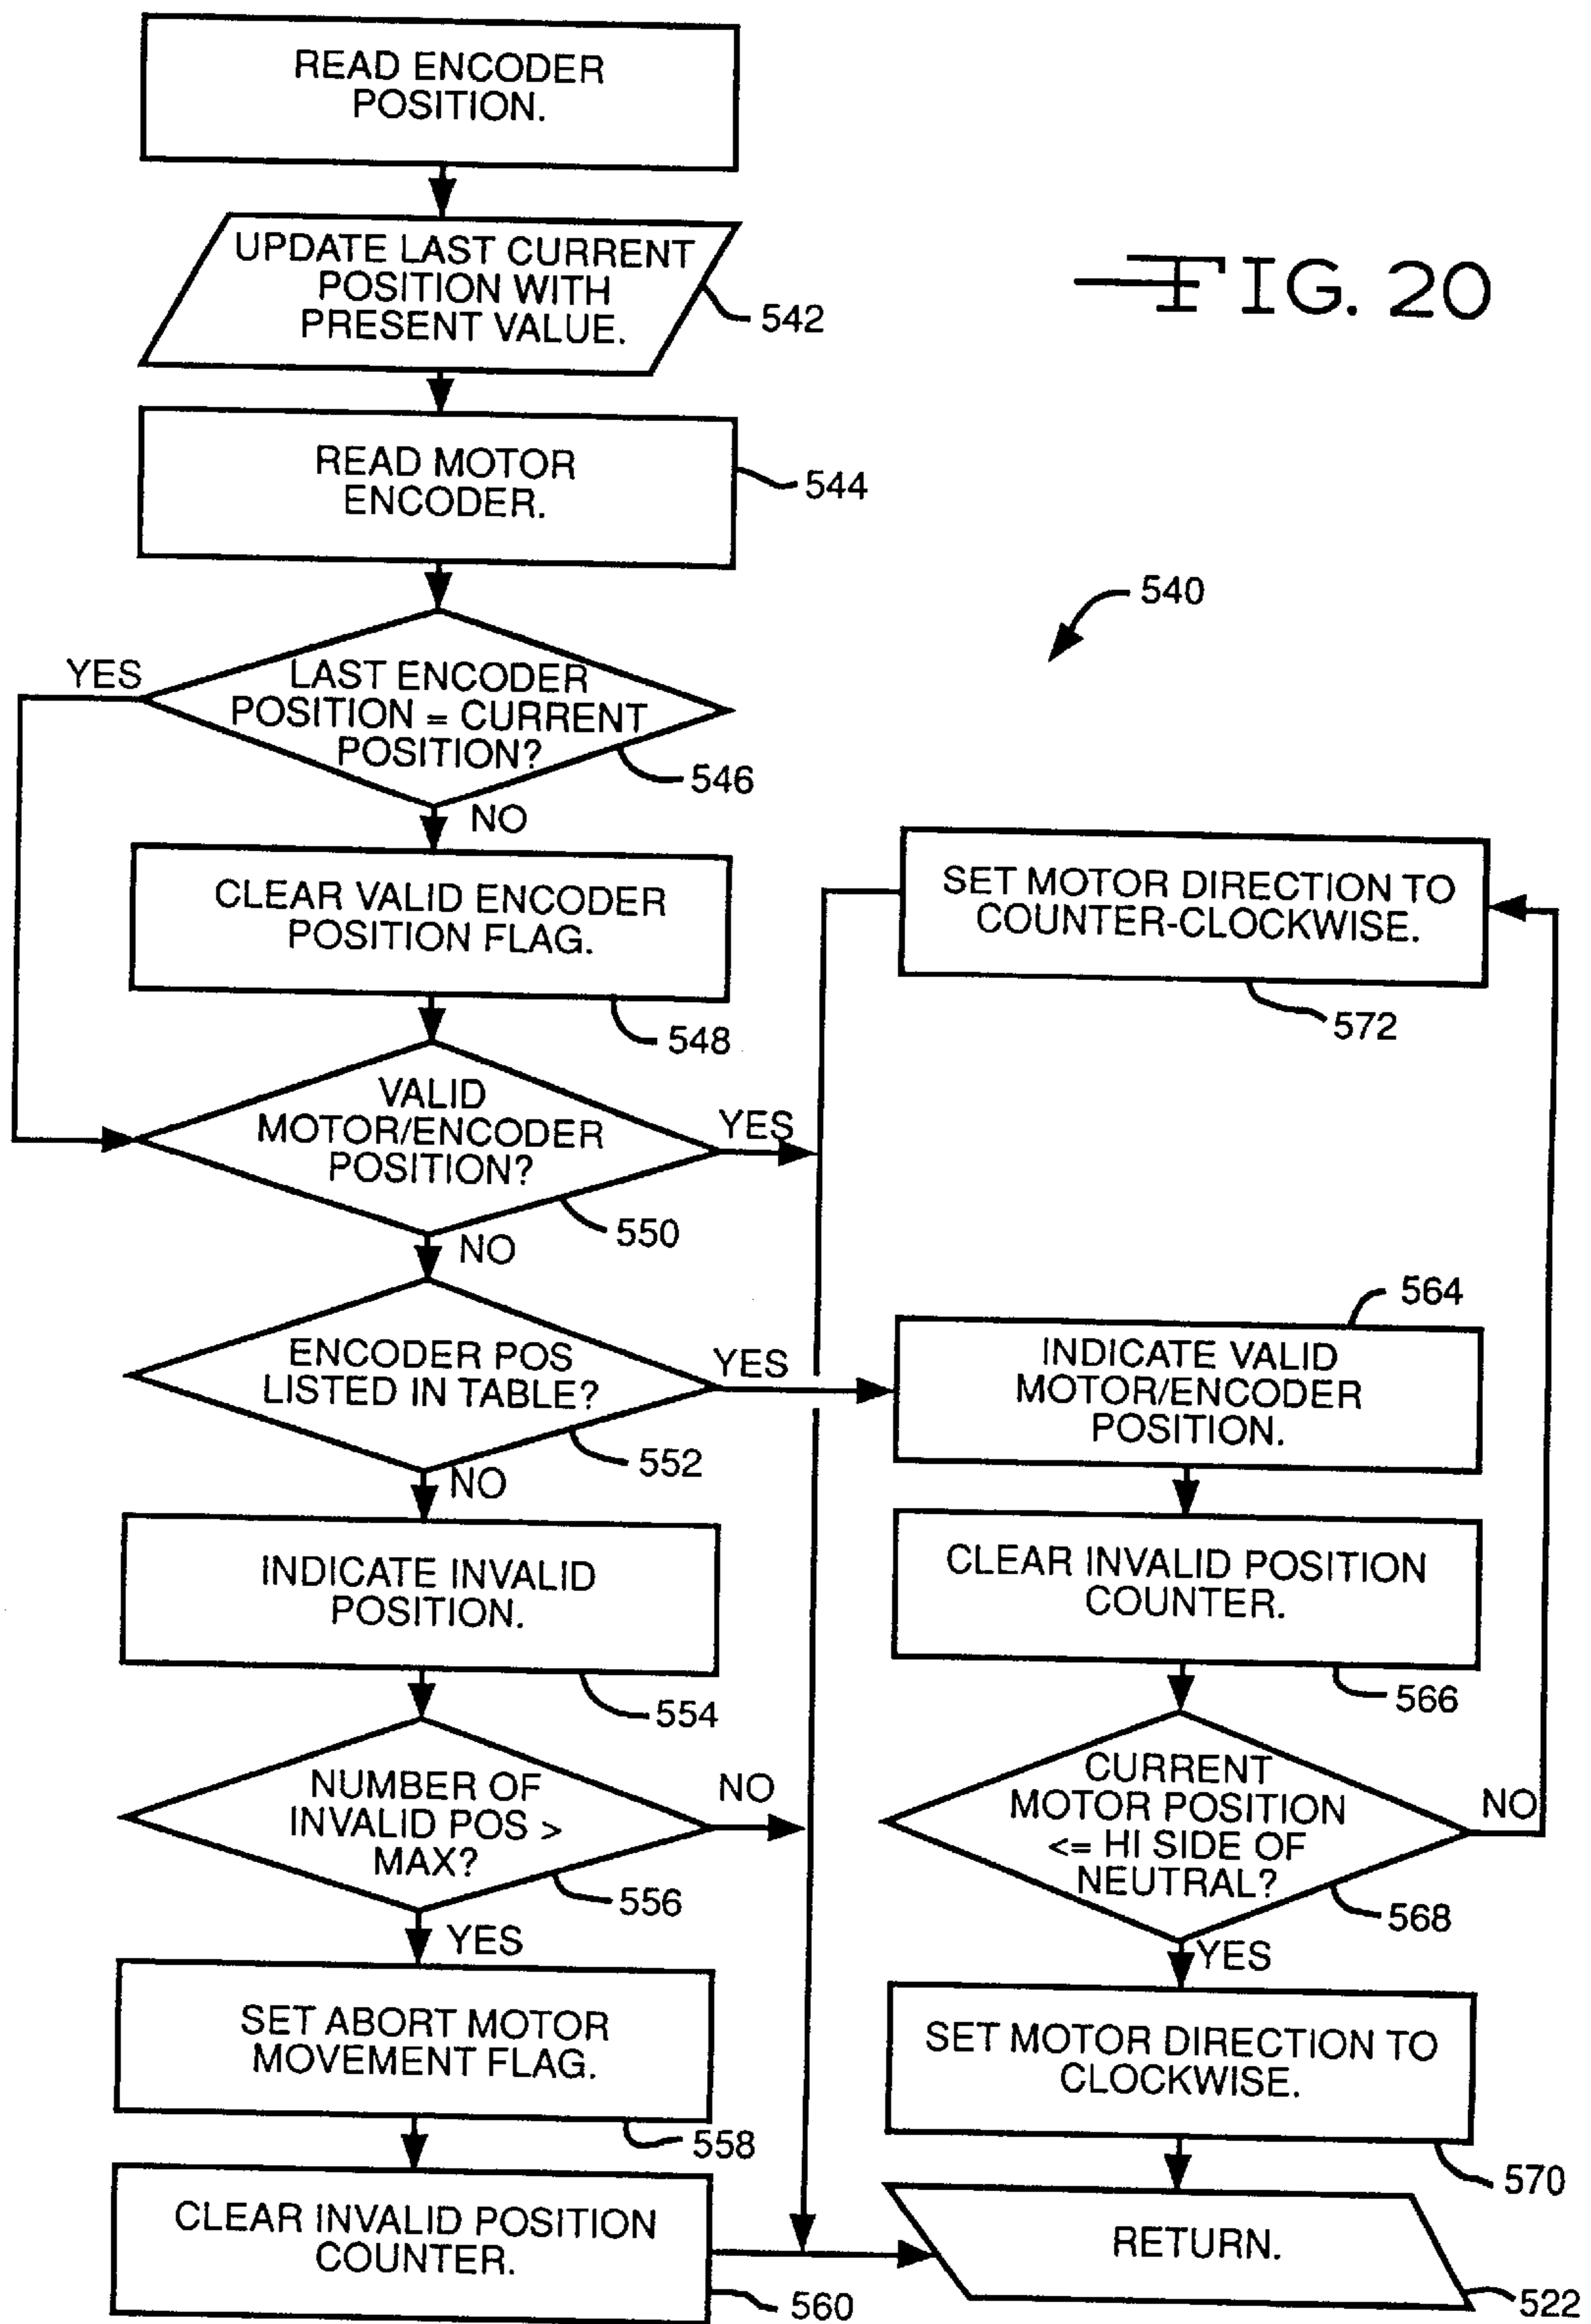 READ ENCODER
POSITION.
UPDATE LAST CURRENT
POSITION WITH
PRESENT VALUE.
542
FIG. 20
READ MOTOR
ENCODER.
544
540
YES
LAST ENCODER
POSITION = CURRENT
POSITION?
546
NO
CLEAR VALID ENCODER
POSITION FLAG.
548
SET MOTOR DIRECTION TO
COUNTER-CLOCKWISE.
572
VALID
MOTOR/ENCODER
POSITION?
YES
550
NO
ENCODER POS
LISTED IN TABLE?
YES
552
NO
564
INDICATE VALID
MOTOR/ENCODER
POSITION.
INDICATE INVALID
POSITION.
554
CLEAR INVALID POSITION
COUNTER.
566
NUMBER OF
INVALID POS >
MAX?
NO
556
YES
CURRENT
MOTOR POSITION
<= HI SIDE OF
NEUTRAL?
NO
568
YES
SET ABORT MOTOR
MOVEMENT FLAG.
558
SET MOTOR DIRECTION TO
CLOCKWISE.
570
CLEAR INVALID POSITION
COUNTER.
560
RETURN.
522